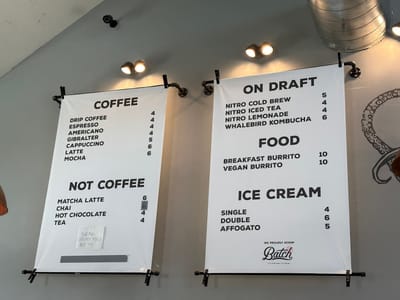 COFFEE
DRIP COFFEE 4
ESPRESSO 4
AMERICANO 4
GIBRALTER 4
CAPPUCCINO 5
LATTE 6
MOCHA 6
NOT COFFEE
MATCHA LATTE 6
CHAI
HOT CHOCOLATE 4
TEA 4
ON DRAFT
NITRO COLD BREW 5
NITRO ICED TEA 4
NITRO LEMONADE 4
WHALEBIRD KOMBUCHA 6
FOOD
BREAKFAST BURRITO 10
VEGAN BURRITO 10
ICE CREAM
SINGLE 4
DOUBLE 6
AFFOGATO 5
WE PROUDLY SCOOP
Batch